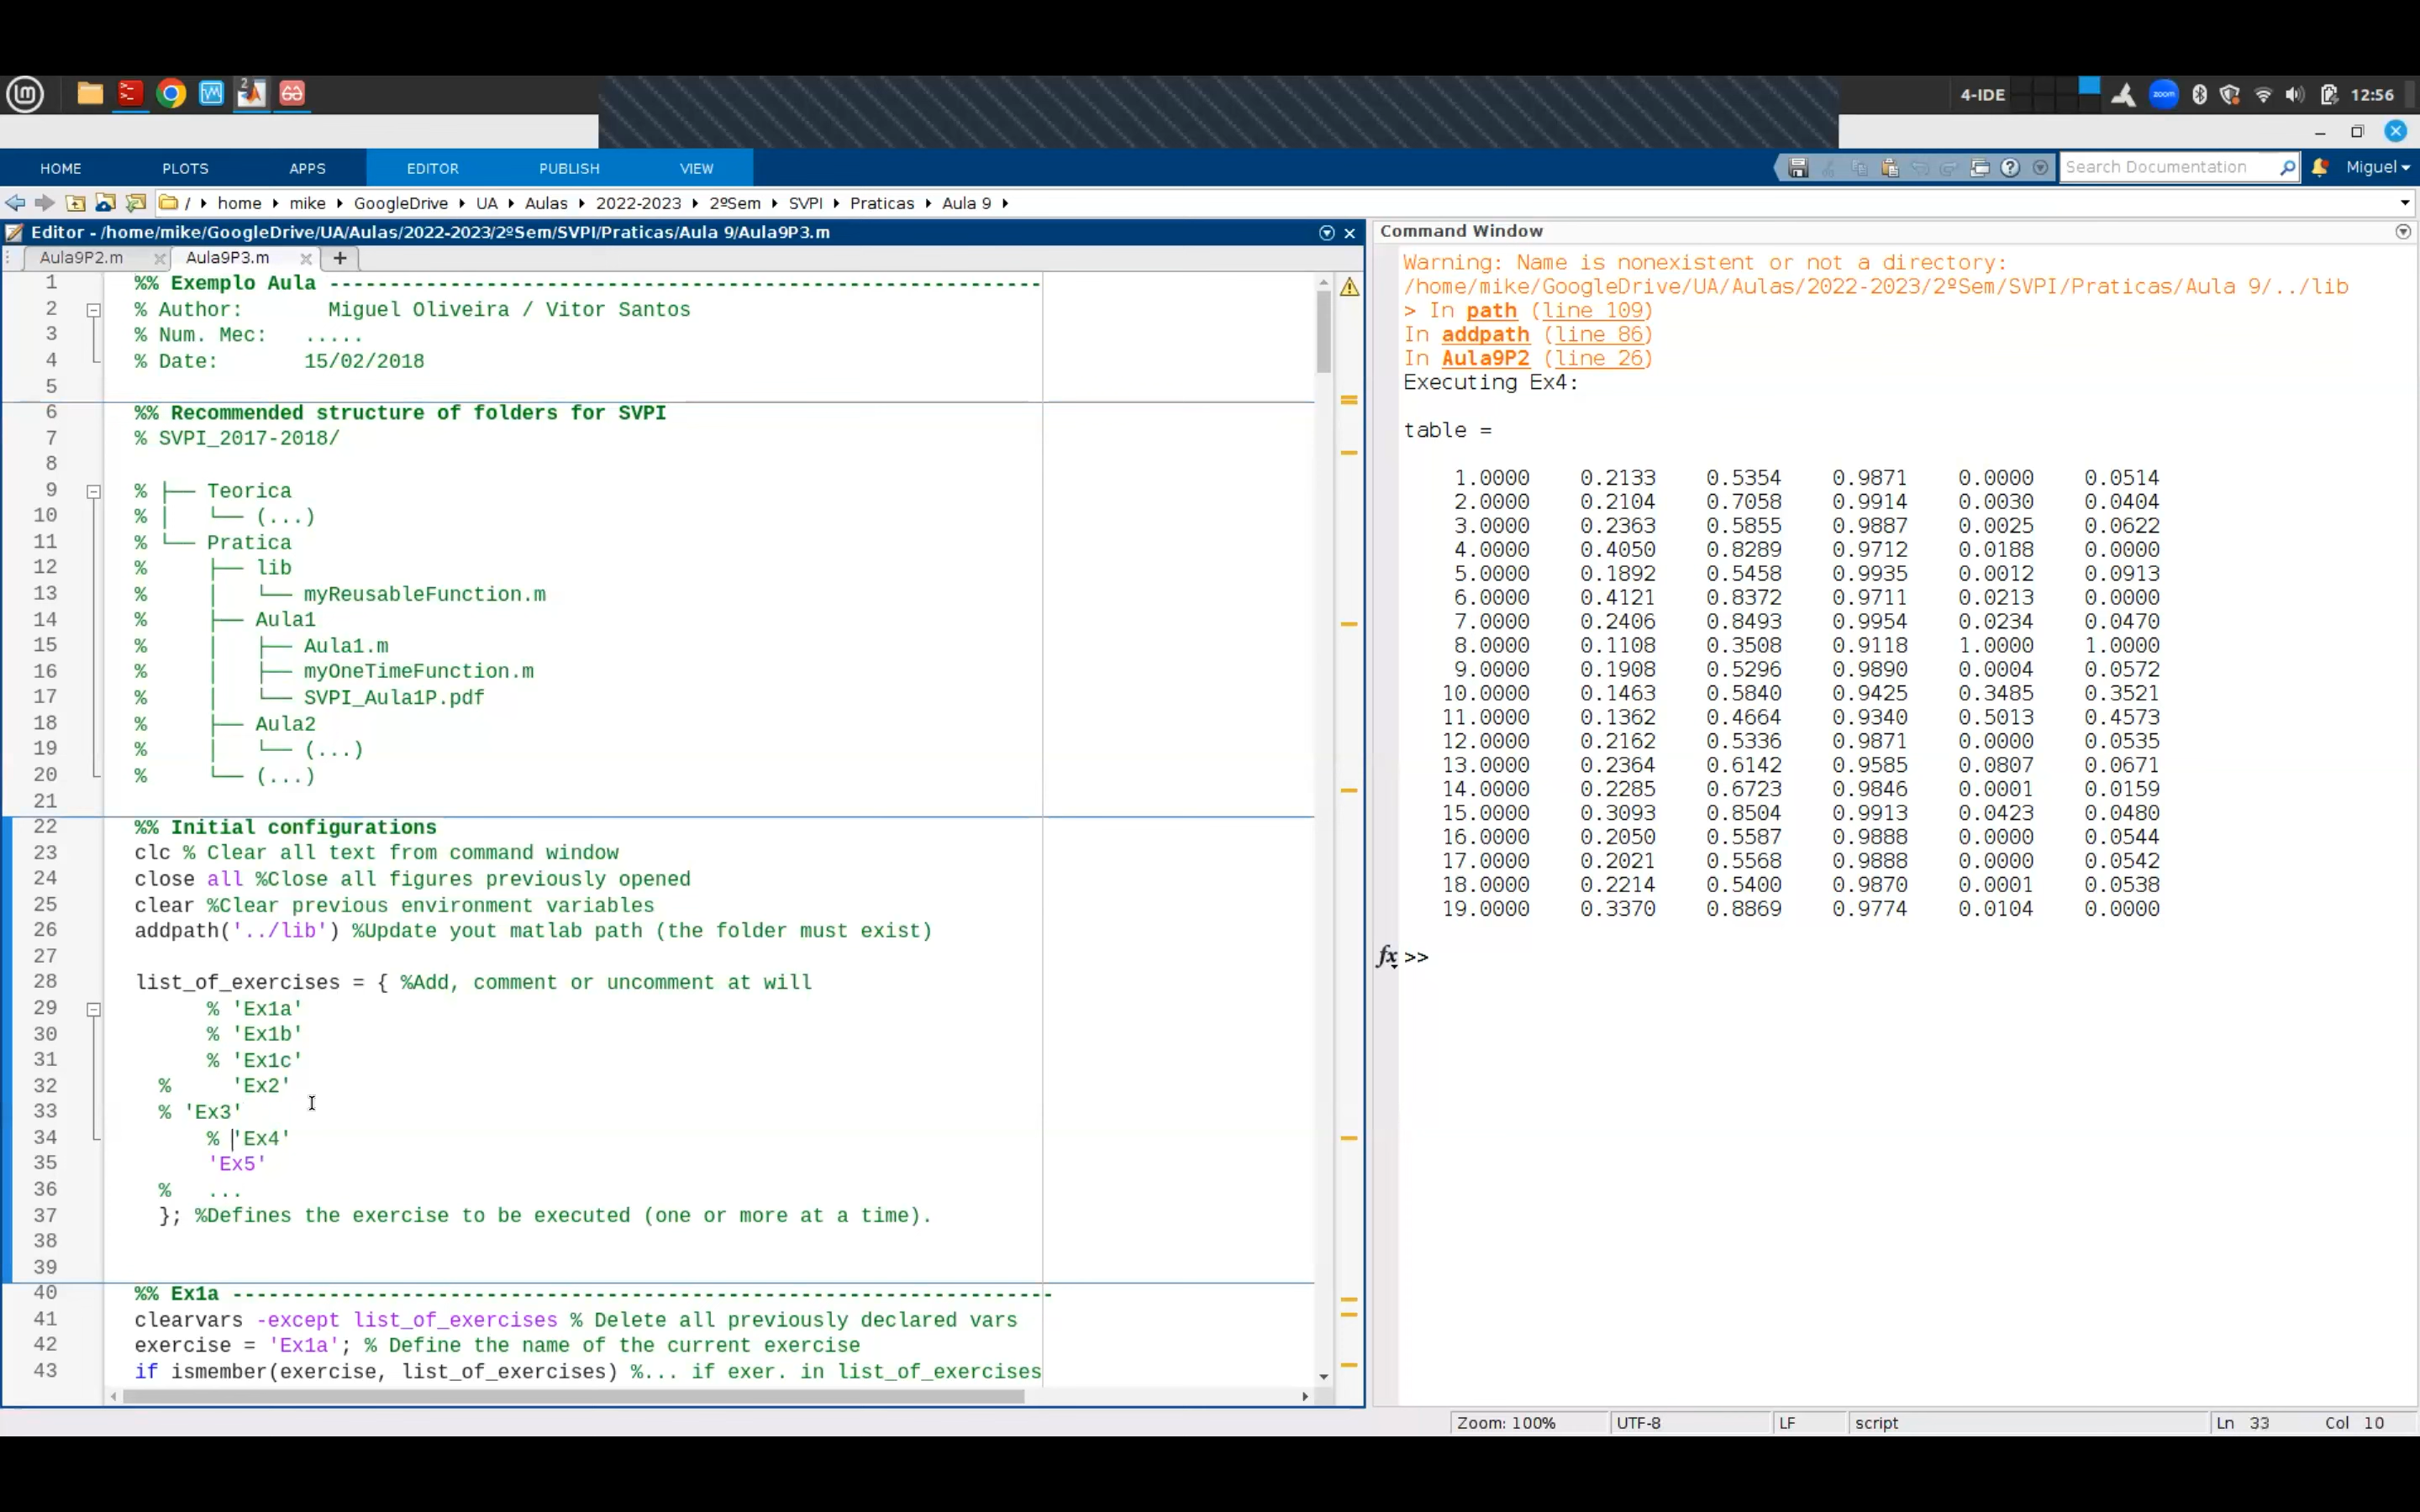 4-IDE
zoom
12:56
HOME PLOTS APPS EDITOR PUBLISH VIEW
Search Documentation
Miguel
/ home mike GoogleDrive UA Aulas 2022-2023 2ºSem SVPI Praticas Aula 9
Editor - /home/mike/GoogleDrive/UA/Aulas/2022-2023/2ºSem/SVPI/Praticas/Aula 9/Aula9P3.m
Aula9P2.m Aula9P3.m
1 %% Exemplo Aula -----------------------------------------------------------
2 % Author: Miguel Oliveira / Vitor Santos
3 % Num. Mec: .....
4 % Date: 15/02/2018
5
6 %% Recommended structure of folders for SVPI
7 % SVPI_2017-2018/
8
9 % ├── Teorica
10 % │ └── (...)
11 % └── Pratica
12 % ├── lib
13 % │ └── myReusableFunction.m
14 % ├── Aula1
15 % │ ├── Aula1.m
16 % │ ├── myOneTimeFunction.m
17 % │ └── SVPI_Aula1P.pdf
18 % ├── Aula2
19 % │ └── (...)
20 % └── (...)
21
22 %% Initial configurations
23 clc % Clear all text from command window
24 close all %Close all figures previously opened
25 clear %Clear previous environment variables
26 addpath('../lib') %Update yout matlab path (the folder must exist)
27
28 list_of_exercises = { %Add, comment or uncomment at will
29 % 'Ex1a'
30 % 'Ex1b'
31 % 'Ex1c'
32 % 'Ex2'
33 % 'Ex3'
34 % 'Ex4'
35 'Ex5'
36 % ...
37 }; %Defines the exercise to be executed (one or more at a time).
38
39
40 %% Ex1a --------------------------------------------------------------------
41 clearvars -except list_of_exercises % Delete all previously declared vars
42 exercise = 'Ex1a'; % Define the name of the current exercise
43 if ismember(exercise, list_of_exercises) %... if exer. in list_of_exercises
Command Window
Warning: Name is nonexistent or not a directory:
/home/mike/GoogleDrive/UA/Aulas/2022-2023/2ºSem/SVPI/Praticas/Aula 9/../lib
> In path (line 109)
In addpath (line 86)
In Aula9P2 (line 26)
Executing Ex4:
table =
1.0000 0.2133 0.5354 0.9871 0.0000 0.0514
2.0000 0.2104 0.7058 0.9914 0.0030 0.0404
3.0000 0.2363 0.5855 0.9887 0.0025 0.0622
4.0000 0.4050 0.8289 0.9712 0.0188 0.0000
5.0000 0.1892 0.5458 0.9935 0.0012 0.0913
6.0000 0.4121 0.8372 0.9711 0.0213 0.0000
7.0000 0.2406 0.8493 0.9954 0.0234 0.0470
8.0000 0.1108 0.3508 0.9118 1.0000 1.0000
9.0000 0.1908 0.5296 0.9890 0.0004 0.0572
10.0000 0.1463 0.5840 0.9425 0.3485 0.3521
11.0000 0.1362 0.4664 0.9340 0.5013 0.4573
12.0000 0.2162 0.5336 0.9871 0.0000 0.0535
13.0000 0.2364 0.6142 0.9585 0.0807 0.0671
14.0000 0.2285 0.6723 0.9846 0.0001 0.0159
15.0000 0.3093 0.8504 0.9913 0.0423 0.0480
16.0000 0.2050 0.5587 0.9888 0.0000 0.0544
17.0000 0.2021 0.5568 0.9888 0.0000 0.0542
18.0000 0.2214 0.5400 0.9870 0.0001 0.0538
19.0000 0.3370 0.8869 0.9774 0.0104 0.0000
fx >>
Zoom: 100% UTF-8 LF script Ln 33 Col 10